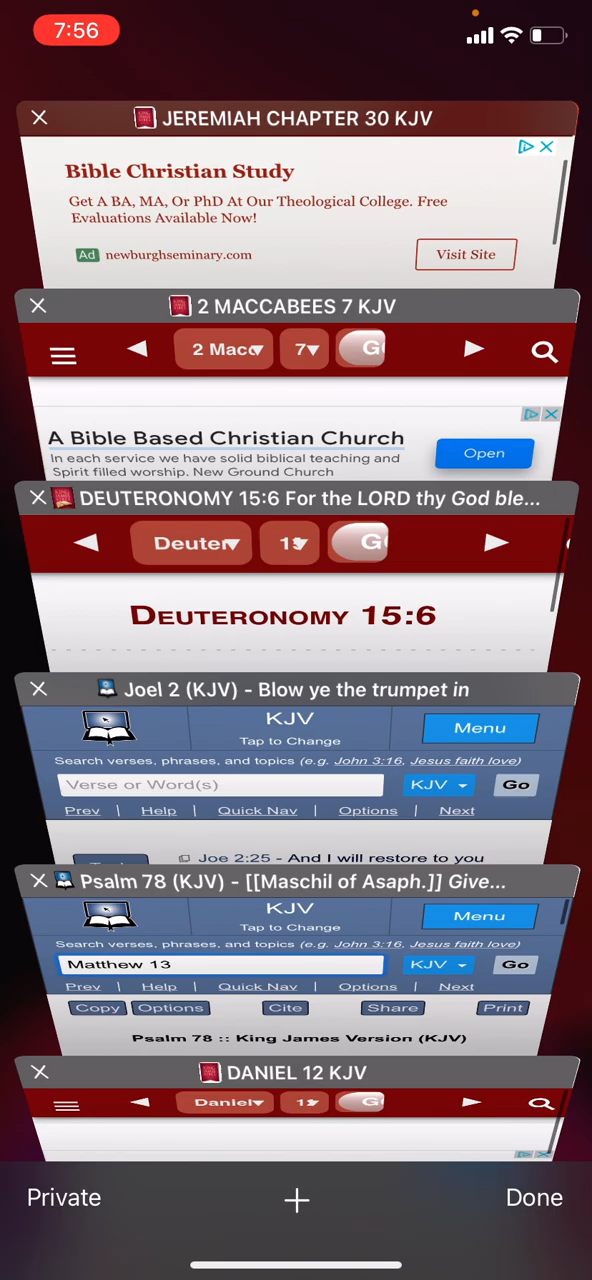 7:56
JEREMIAH CHAPTER 30 KJV
Bible Christian Study
Get A BA, MA, Or PhD At Our Theological College. Free
Evaluations Available Now!
Ad newburghseminary.com
Visit Site
2 MACCABEES 7 KJV
2 Macc 7 G
A Bible Based Christian Church
In each service we have solid biblical teaching and
Spirit filled worship. New Ground Church
Open
DEUTERONOMY 15:6 For the LORD thy God ble...
Deuter G
DEUTERONOMY 15:6
Joel 2 (KJV) - Blow ye the trumpet in
KJV
Tap to Change
Menu
Search verses, phrases, and topics (e.g. John 3:16, Jesus faith love)
Verse or Word(s) KJV Go
Prev | Help | Quick Nav | Options | Next
Joe 2:25 - And I will restore to you
Psalm 78 (KJV) - [[Maschil of Asaph.]] Give...
KJV
Tap to Change
Menu
Search verses, phrases, and topics (e.g. John 3:16, Jesus faith love)
Matthew 13 KJV Go
Prev | Help | Quick Nav | Options | Next
Copy Options Cite Share Print
Psalm 78 :: King James Version (KJV)
DANIEL 12 KJV
Daniel G
Private + Done